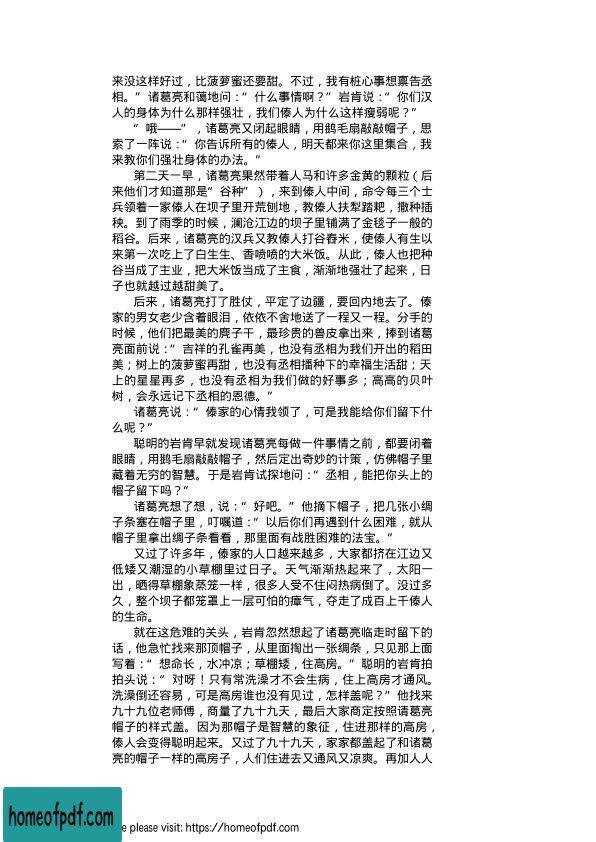 来没这样好过，比菠萝蜜还要甜。不过，我有桩心事想禀告丞
相。”诸葛亮和蔼地问：“什么事情啊？”岩肯说：“你们汉
人的身体为什么那样强壮，我们傣人为什么这样瘦弱呢？”
“哦——”，诸葛亮又闭起眼睛，用鹅毛扇敲敲帽子，思
索了一阵说：“你告诉所有的傣人，明天都来你这里集合，我
来教你们强壮身体的办法。”
第二天一早，诸葛亮果然带着人马和许多金黄的颗粒（后
来他们才知道那是“谷种”），来到傣人中间，命令每三个士
兵领着一家傣人在坝子里开荒刨地，教傣人扶犁踏耙，撒种插
秧。到了雨季的时候，澜沧江边的坝子里铺满了金毯子一般的
稻谷。后来，诸葛亮的汉兵又教傣人打谷舂米，使傣人有生以
来第一次吃上了白生生、香喷喷的大米饭。从此，傣人也把种
谷当成了主业，把大米饭当成了主食，渐渐地强壮了起来，日
子也就越过越甜美了。
后来，诸葛亮打了胜仗，平定了边疆，要回内地去了。傣
家的男女老少含着眼泪，依依不舍地送了一程又一程。分手的
时候，他们把最美的麂子干，最珍贵的兽皮拿出来，捧到诸葛
亮面前说：“吉祥的孔雀再美，也没有丞相为我们开出的稻田
美；树上的菠萝蜜再甜，也没有丞相播种下的幸福生活甜；天
上的星星再多，也没有丞相为我们做的好事多；高高的贝叶
树，会永远记下丞相的恩德。”
诸葛亮说：“傣家的心情我领了，可是我能给你们留下什
么呢？”
聪明的岩肯早就发现诸葛亮每做一件事情之前，都要闭着
眼睛，用鹅毛扇敲敲帽子，然后定出奇妙的计策，仿佛帽子里
藏着无穷的智慧。于是岩肯试探地问：“丞相，能把你头上的
帽子留下吗？”
诸葛亮想了想，说：“好吧。”他摘下帽子，把几张小绸
子条塞在帽子里，叮嘱道：“以后你们再遇到什么困难，就从
帽子里拿出绸子条看看，那里面有战胜困难的法宝。”
又过了许多年，傣家的人口越来越多，大家都挤在江边又
低矮又潮湿的小草棚里过日子。天气渐渐热起来了，太阳一
出，晒得草棚象蒸笼一样，很多人受不住闷热病倒了。没过多
久，整个坝子都笼罩上一层可怕的瘴气，夺走了成百上千傣人
的生命。
就在这危难的关头，岩肯忽然想起了诸葛亮临走时留下的
话，他急忙找来那顶帽子，从里面掏出一张绸条，只见那上面
写着：“想命长，水冲凉；草棚矮，住高房。”聪明的岩肯拍
拍头说：“对呀！只有常洗澡才不会生病，住上高房才通风。
洗澡倒还容易，可是高房谁也没有见过，怎样盖呢？”他找来
九十九位老师傅，商量了九十九天，最后大家商定按照请葛亮
帽子的样式盖。因为那帽子是智慧的象征，住进那样的高房，
傣人会变得聪明起来。又过了九十九天，家家都盖起了和诸葛
亮的帽子一样的高房子，人们住进去又通风又凉爽。再加人人
homeofpdf.com
e please visit: https://homeofpdf.com